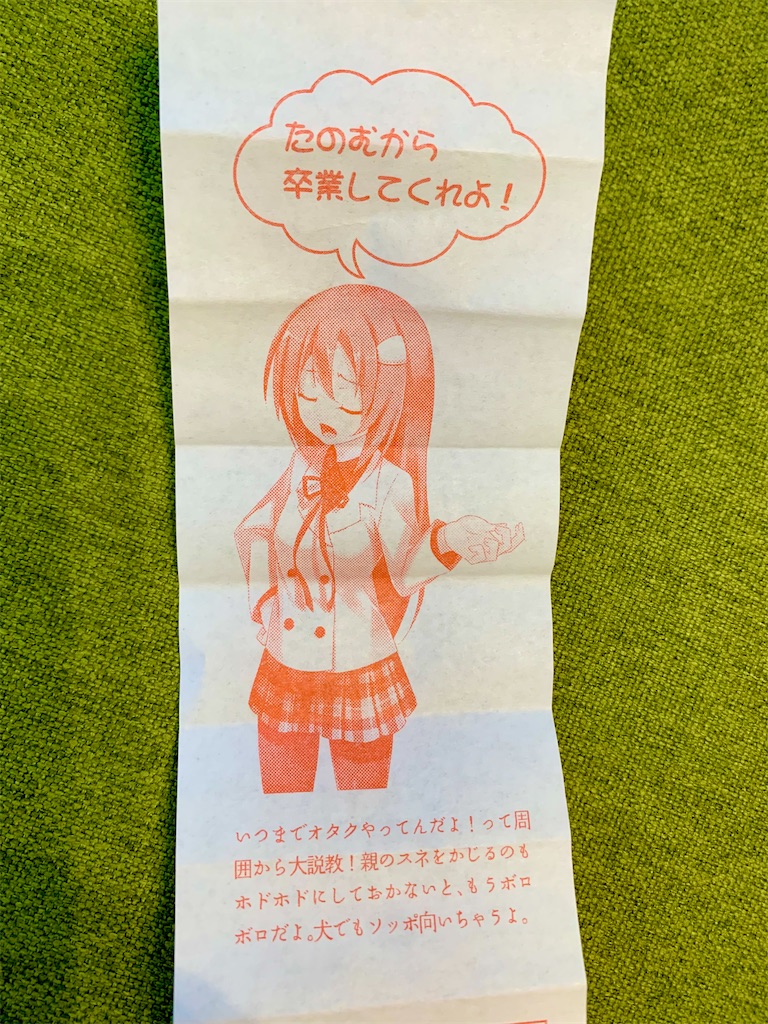 たのむから
卒業してくれよ！
いつまでオタクやってんだよ！って周
囲から大説教！親のスネをかじるのも
ホドホドにしておかないと、もうボロ
ボロだよ。犬でもソッポ向いちゃうよ。